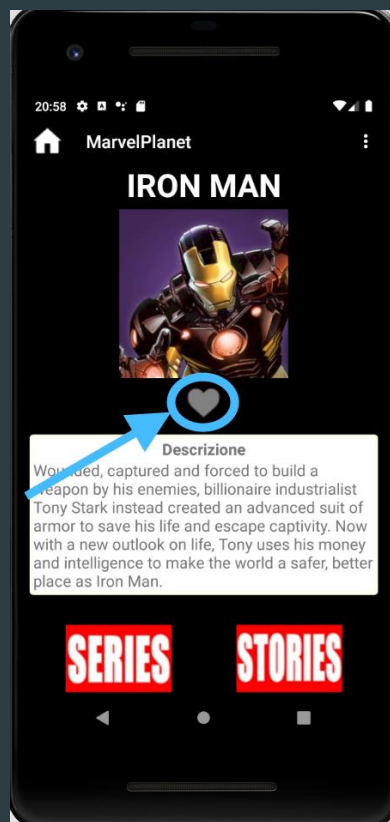 20:58
MarvelPlanet
IRON MAN
Descrizione
Wounded, captured and forced to build a
weapon by his enemies, billionaire industrialist
Tony Stark instead created an advanced suit of
armor to save his life and escape captivity. Now
with a new outlook on life, Tony uses his money
and intelligence to make the world a safer, better
place as Iron Man.
SERIES STORIES